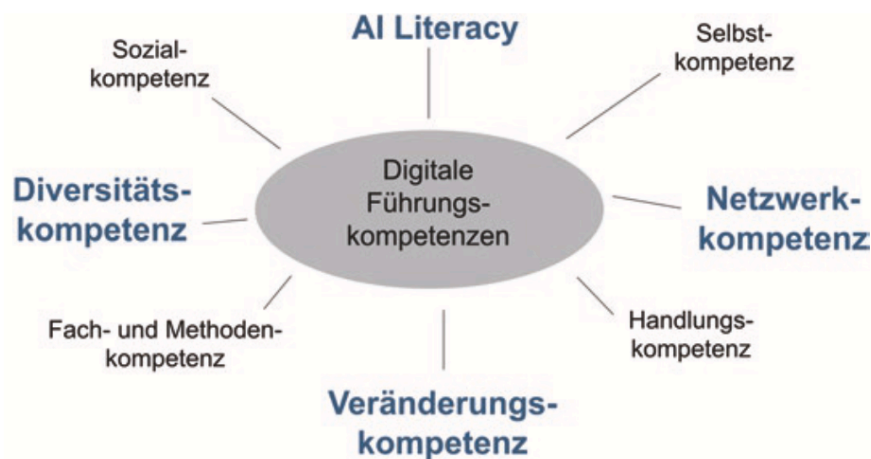 AI Literacy
Sozial-
kompetenz
Selbst-
kompetenz
Digitale
Führungs-
kompetenzen
Diversitäts-
kompetenz
Netzwerk-
kompetenz
Fach- und Methoden-
kompetenz
Handlungs-
kompetenz
Veränderungs-
kompetenz